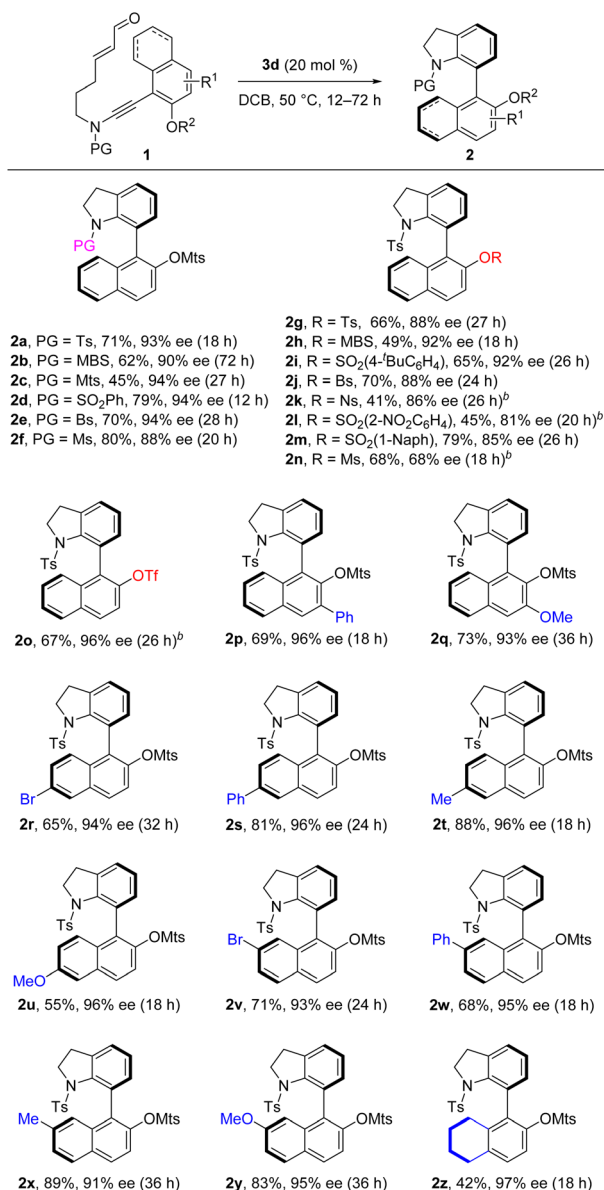 O
R¹
OR²
N
PG
1
3d (20 mol %)
DCB, 50 °C, 12–72 h
N
PG
OR²
R¹
2
N
PG
OMts
N
Ts
OR
2a, PG = Ts, 71%, 93% ee (18 h)
2b, PG = MBS, 62%, 90% ee (72 h)
2c, PG = Mts, 45%, 94% ee (27 h)
2d, PG = SO₂Ph, 79%, 94% ee (12 h)
2e, PG = Bs, 70%, 94% ee (28 h)
2f, PG = Ms, 80%, 88% ee (20 h)
2g, R = Ts, 66%, 88% ee (27 h)
2h, R = MBS, 49%, 92% ee (18 h)
2i, R = SO₂(4-ᵗBuC₆H₄), 65%, 92% ee (26 h)
2j, R = Bs, 70%, 88% ee (24 h)
2k, R = Ns, 41%, 86% ee (26 h)ᵇ
2l, R = SO₂(2-NO₂C₆H₄), 45%, 81% ee (20 h)ᵇ
2m, R = SO₂(1-Naph), 79%, 85% ee (26 h)
2n, R = Ms, 68%, 68% ee (18 h)ᵇ
N
Ts
OTf
2o, 67%, 96% ee (26 h)ᵇ
N
Ts
OMts
Ph
2p, 69%, 96% ee (18 h)
N
Ts
OMts
OMe
2q, 73%, 93% ee (36 h)
N
Ts
OMts
Br
2r, 65%, 94% ee (32 h)
N
Ts
OMts
Ph
2s, 81%, 96% ee (24 h)
N
Ts
OMts
Me
2t, 88%, 96% ee (18 h)
N
Ts
OMts
MeO
2u, 55%, 96% ee (18 h)
N
Ts
Br
OMts
2v, 71%, 93% ee (24 h)
N
Ts
Ph
OMts
2w, 68%, 95% ee (18 h)
N
Ts
Me
OMts
2x, 89%, 91% ee (36 h)
N
Ts
MeO
OMts
2y, 83%, 95% ee (36 h)
N
Ts
OMts
2z, 42%, 97% ee (18 h)